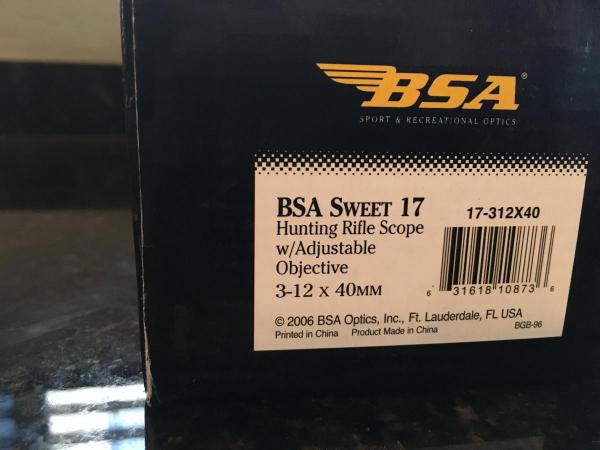 BSA®
SPORT & RECREATIONAL OPTICS
BSA SWEET 17
Hunting Rifle Scope
w/Adjustable
Objective
3-12 x 40MM
17-312X40
6 31618 10873 6
© 2006 BSA Optics, Inc., Ft. Lauderdale, FL USA
Printed in China Product Made in China
BGB-96